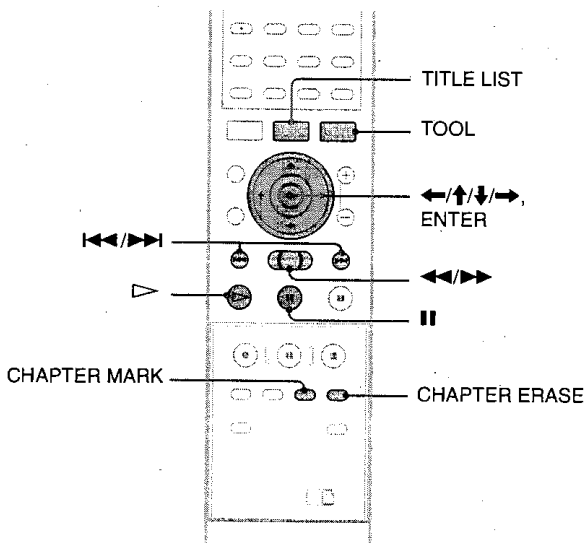 TITLE LIST
TOOL
←/↑/↓/→,
ENTER
⏮/⏭
◀◀/▶▶
▷
⏸
CHAPTER MARK
CHAPTER ERASE